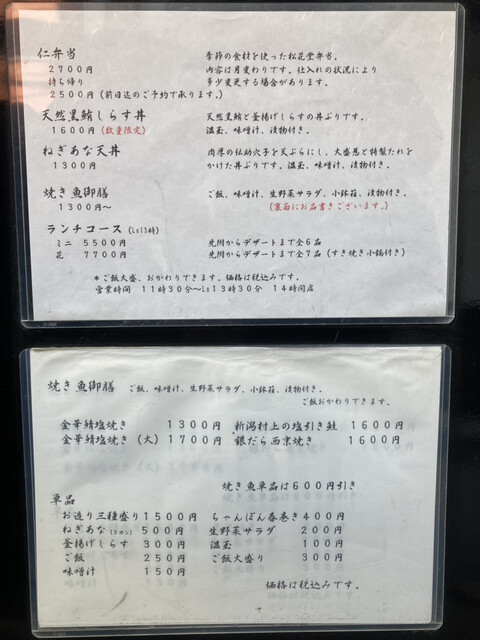 仁弁当 季節の食材を使った松花堂弁当。
2700円 内容は月変わりです。仕入れの状況により
持ち帰り 多少変更する場合があります。
2500円(前日迄のご予約で承ります。)
天然黒鮪しらす丼 天然鮪と釜揚げしらすの丼ぶりです。
1600円(数量限定) 温玉、味噌汁、漬物付き。
ねぎあな天丼 肉厚の伝助穴子を天ぷらにし、大盛葱と特製たれを
1300円 かけた丼ぶりです。温玉、味噌汁、漬物付き。
焼き魚御膳 ご飯、味噌汁、生野菜サラダ、小鉢葙、漬物付き。
1300円~ (裏面にお品書きございます。)
ランチコース(Lo13時)
ミニ 5500円 先附からデザートまで全6品
花 7700円 先附からデザートまで全7品(すき焼き小鍋付き)
*ご飯大盛、おかわりできます。価格は税込みです。
営業時間 11時30分~Lo13時30分 14時閉店
焼き魚御膳 ご飯、味噌汁、生野菜サラダ、小鉢葙、漬物付き。
ご飯おかわりできます。
金華鯖塩焼き 1300円 新潟村上の塩引き鮭 1600円
金華鯖塩焼き(大)1700円 銀だら西京焼き 1600円
焼き魚単品は600円引き
単品
お造り三種盛り1500円 ちゃんぽん春巻き400円
ねぎあな(1カン)500円 生野菜サラダ 200円
釜揚げしらす 300円 温玉 100円
ご飯 250円 ご飯大盛り 300円
味噌汁 150円
価格は税込みです。